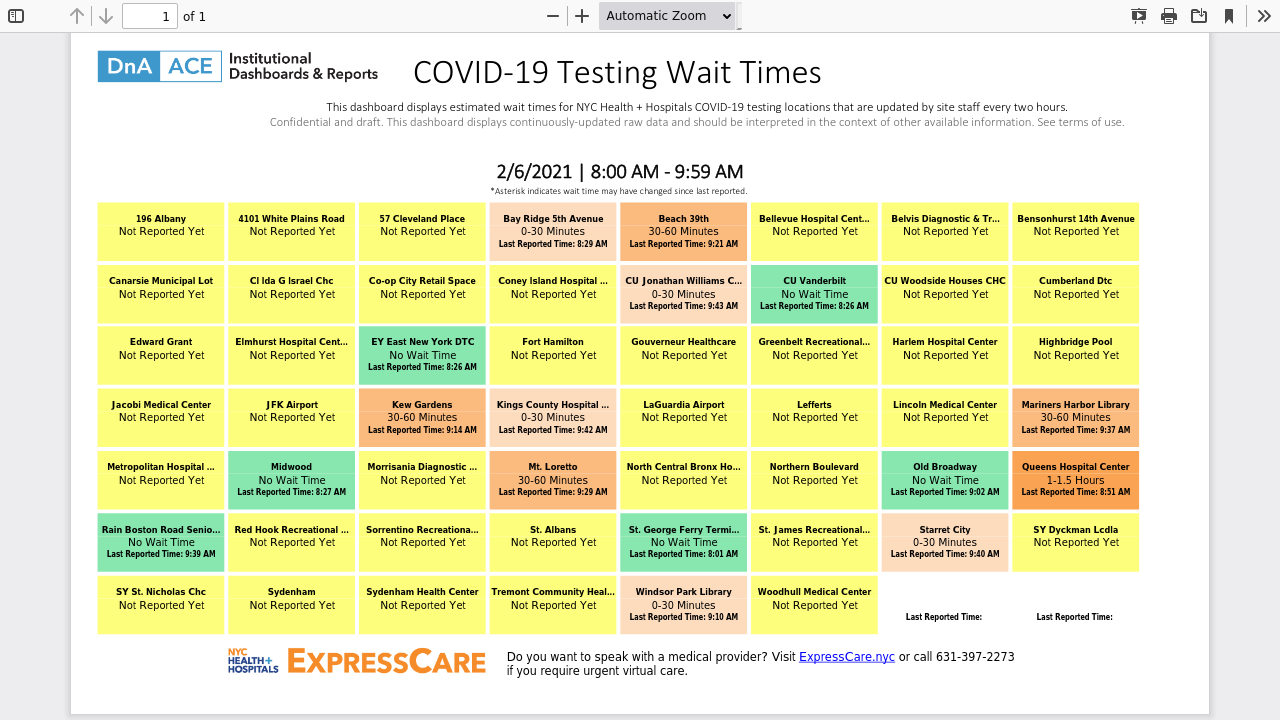 1 of 1 Automatic Zoom
DnA ACE Institutional
Dashboards & Reports
COVID-19 Testing Wait Times
This dashboard displays estimated wait times for NYC Health + Hospitals COVID-19 testing locations that are updated by site staff every two hours.
Confidential and draft. This dashboard displays continuously-updated raw data and should be interpreted in the context of other available information. See terms of use.
2/6/2021 | 8:00 AM - 9:59 AM
*Asterisk indicates wait time may have changed since last reported.
196 Albany 4101 White Plains Road 57 Cleveland Place Bay Ridge 5th Avenue Beach 39th Bellevue Hospital Cent... Belvis Diagnostic & Tr... Bensonhurst 14th Avenue
Not Reported Yet Not Reported Yet Not Reported Yet 0-30 Minutes 30-60 Minutes Not Reported Yet Not Reported Yet Not Reported Yet
Last Reported Time: 8:29 AM Last Reported Time: 9:21 AM
Canarsie Municipal Lot CI Ida G Israel Chc Co-op City Retail Space Coney Island Hospital ... CU Jonathan Williams C... CU Vanderbilt CU Woodside Houses CHC Cumberland Dtc
Not Reported Yet Not Reported Yet Not Reported Yet Not Reported Yet 0-30 Minutes No Wait Time Not Reported Yet Not Reported Yet
Last Reported Time: 9:43 AM Last Reported Time: 8:26 AM
Edward Grant Elmhurst Hospital Cent... EY East New York DTC Fort Hamilton Gouverneur Healthcare Greenbelt Recreational... Harlem Hospital Center Highbridge Pool
Not Reported Yet Not Reported Yet No Wait Time Not Reported Yet Not Reported Yet Not Reported Yet Not Reported Yet Not Reported Yet
Last Reported Time: 8:26 AM
Jacobi Medical Center JFK Airport Kew Gardens Kings County Hospital ... LaGuardia Airport Lefferts Lincoln Medical Center Mariners Harbor Library
Not Reported Yet Not Reported Yet 30-60 Minutes 0-30 Minutes Not Reported Yet Not Reported Yet Not Reported Yet 30-60 Minutes
Last Reported Time: 9:14 AM Last Reported Time: 9:42 AM Last Reported Time: 9:37 AM
Metropolitan Hospital ... Midwood Morrisania Diagnostic ... Mt. Loretto North Central Bronx Ho... Northern Boulevard Old Broadway Queens Hospital Center
Not Reported Yet No Wait Time Not Reported Yet 30-60 Minutes Not Reported Yet Not Reported Yet No Wait Time 1-1.5 Hours
Last Reported Time: 8:27 AM Last Reported Time: 9:29 AM Last Reported Time: 9:02 AM Last Reported Time: 8:51 AM
Rain Boston Road Senio... Red Hook Recreational ... Sorrentino Recreationa... St. Albans St. George Ferry Termi... St. James Recreational... Starret City SY Dyckman Lcdla
No Wait Time Not Reported Yet Not Reported Yet Not Reported Yet No Wait Time Not Reported Yet 0-30 Minutes Not Reported Yet
Last Reported Time: 9:39 AM Last Reported Time: 8:01 AM Last Reported Time: 9:40 AM
SY St. Nicholas Chc Sydenham Sydenham Health Center Tremont Community Heal... Windsor Park Library Woodhull Medical Center
Not Reported Yet Not Reported Yet Not Reported Yet Not Reported Yet 0-30 Minutes Not Reported Yet
Last Reported Time: 9:10 AM Last Reported Time: Last Reported Time:
NYC
HEALTH+
HOSPITALS
EXPRESSCARE
Do you want to speak with a medical provider? Visit ExpressCare.nyc or call 631-397-2273
if you require urgent virtual care.